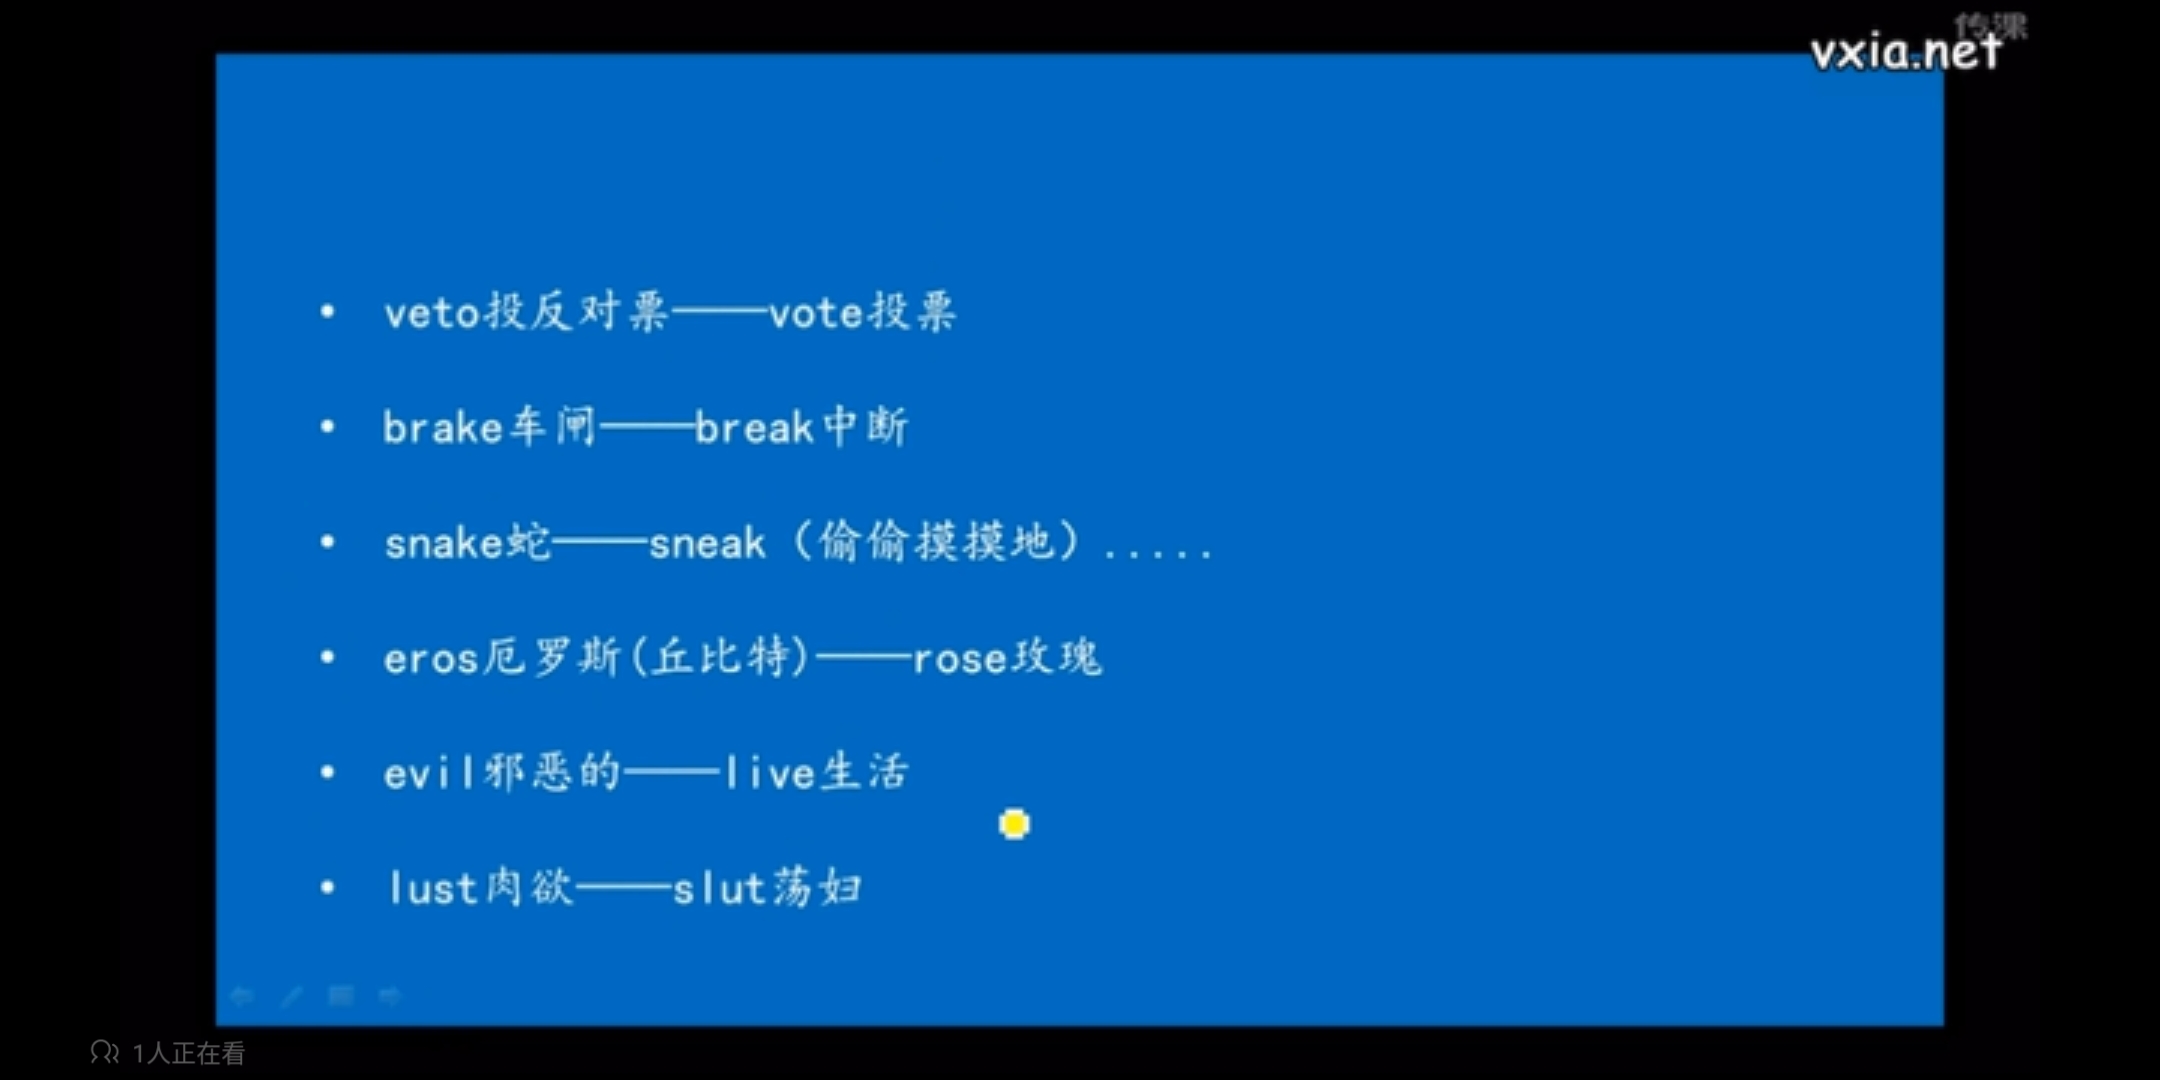 传课
vxia.net
• veto投反对票——vote投票
• brake车闸——break中断
• snake蛇——sneak（偷偷摸摸地）.....
• eros厄罗斯(丘比特)——rose玫瑰
• evil邪恶的——live生活
• lust肉欲——slut荡妇
1人正在看